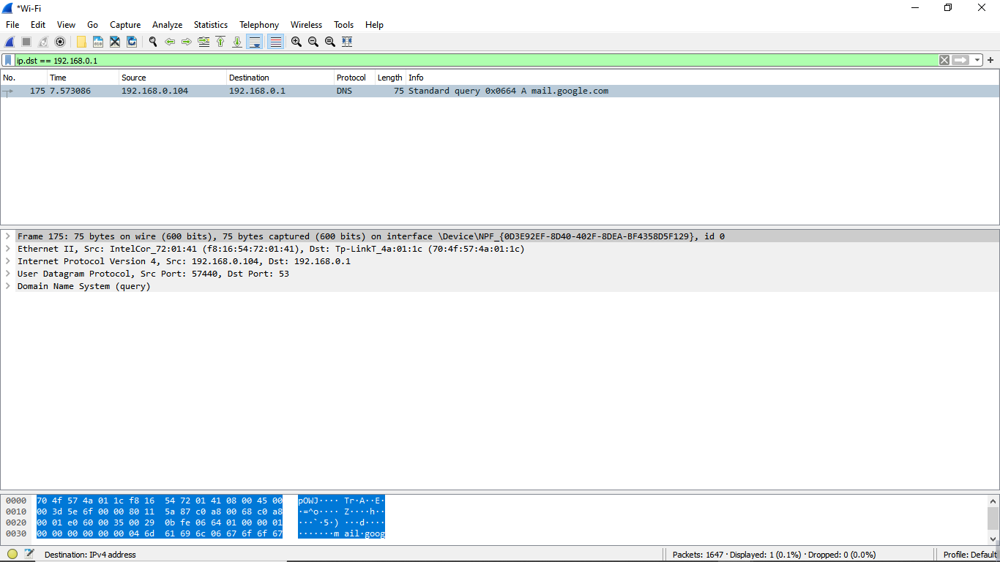 *Wi-Fi
File Edit View Go Capture Analyze Statistics Telephony Wireless Tools Help
ip.dst == 192.168.0.1
No. Time Source Destination Protocol Length Info
175 7.573086 192.168.0.104 192.168.0.1 DNS 75 Standard query 0x0664 A mail.google.com
Frame 175: 75 bytes on wire (600 bits), 75 bytes captured (600 bits) on interface \Device\NPF_{0D3E92EF-8D40-402F-8DEA-BF4358D5F129}, id 0
Ethernet II, Src: IntelCor_72:01:41 (f8:16:54:72:01:41), Dst: Tp-LinkT_4a:01:1c (70:4f:57:4a:01:1c)
Internet Protocol Version 4, Src: 192.168.0.104, Dst: 192.168.0.1
User Datagram Protocol, Src Port: 57440, Dst Port: 53
Domain Name System (query)
0000 70 4f 57 4a 01 1c f8 16 54 72 01 41 08 00 45 00 pOWJ···· Tr·A··E·
0010 00 3d 5e 6f 00 00 80 11 5a 87 c0 a8 00 68 c0 a8 ·=^o···· Z····h··
0020 00 01 e0 60 00 35 00 29 0b fe 06 64 01 00 00 01 ···`·5·) ···d····
0030 00 00 00 00 00 00 04 6d 61 69 6c 06 67 6f 6f 67 ·······m ail·goog
Destination: IPv4 address
Packets: 1647 · Displayed: 1 (0.1%) · Dropped: 0 (0.0%)
Profile: Default